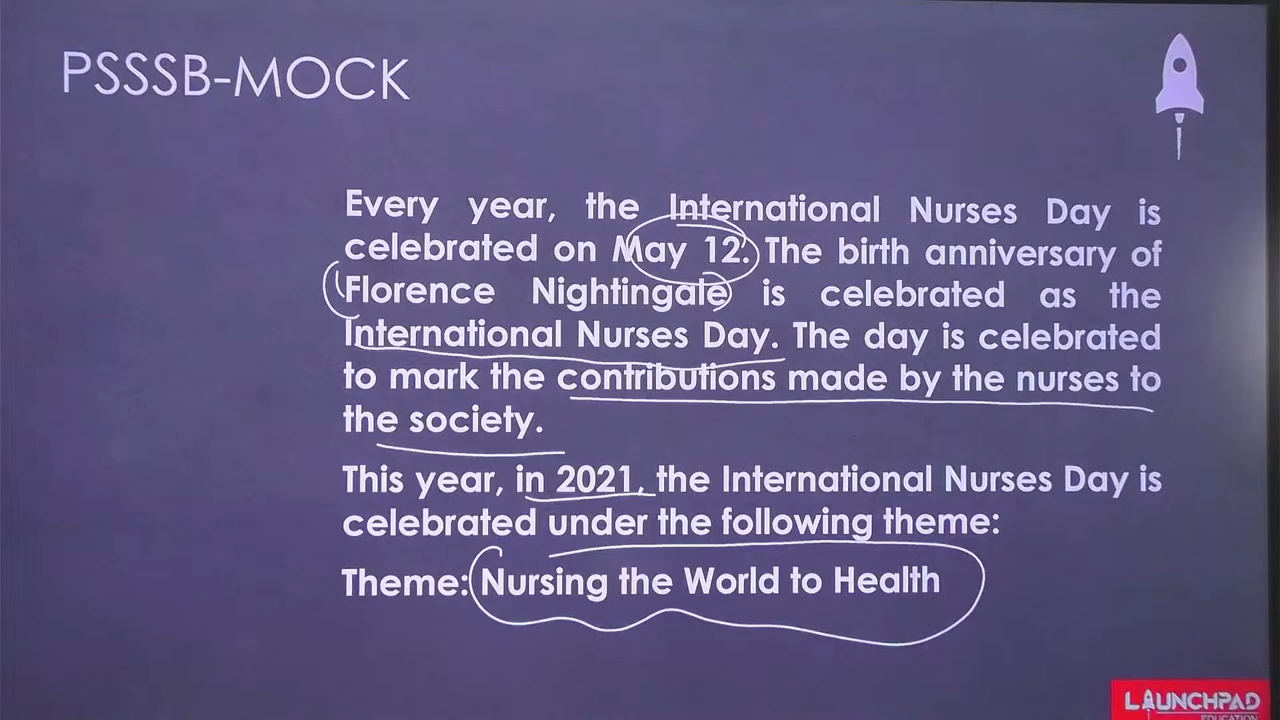 PSSSB-MOCK
Every year, the International Nurses Day is
celebrated on May 12. The birth anniversary of
Florence Nightingale is celebrated as the
International Nurses Day. The day is celebrated
to mark the contributions made by the nurses to
the society.
This year, in 2021, the International Nurses Day is
celebrated under the following theme:
Theme: Nursing the World to Health
LAUNCHPAD
EDUCATION